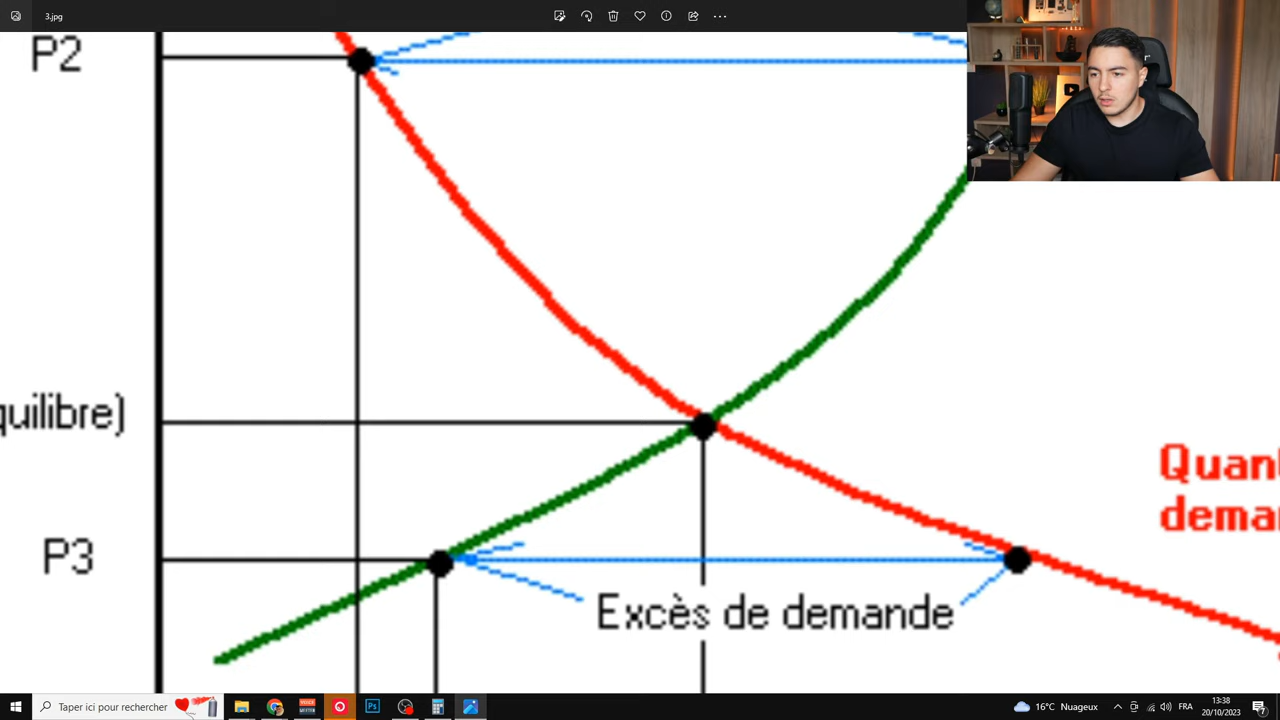 3.jpg
P2
quilibre)
Quant
dema
P3
Excès de demande
Taper ici pour rechercher
16°C Nuageux
FRA
13:38
20/10/2023